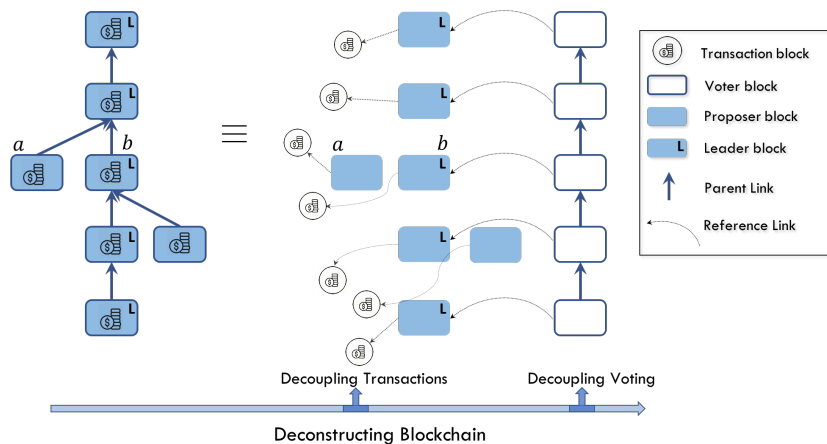 L
L
L
L
Transaction block
L
L
Voter block
a
b
a
b
Proposer block
L
L
L
Leader block
Parent Link
L
L
Reference Link
L
L
Decoupling Transactions
Decoupling Voting
Deconstructing Blockchain